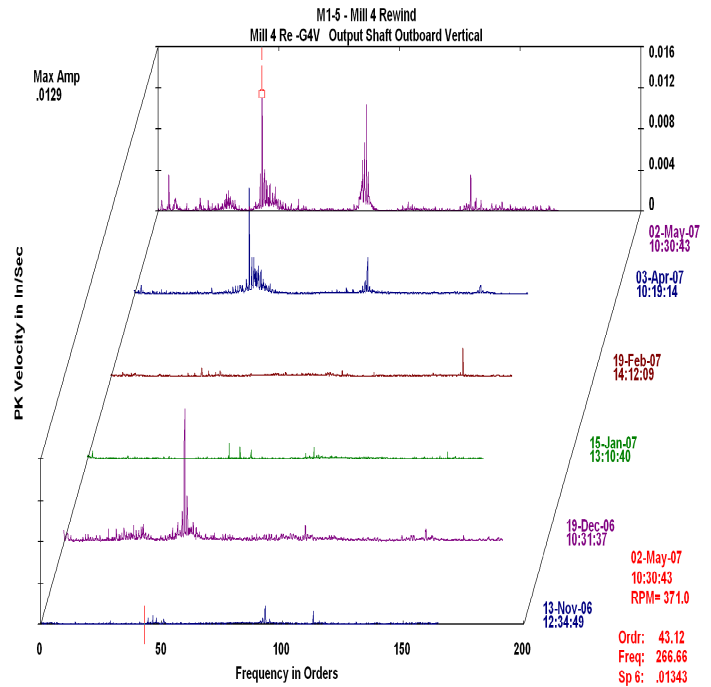 M1-5 - Mill 4 Rewind
Mill 4 Re -G4V Output Shaft Outboard Vertical
Max Amp
.0129
0.016
0.012
0.008
0.004
0
PK Velocity in In/Sec
02-May-07
10:30:43
03-Apr-07
10:19:14
19-Feb-07
14:12:09
15-Jan-07
13:10:40
19-Dec-06
10:31:37
13-Nov-06
12:34:49
02-May-07
10:30:43
RPM= 371.0
Ordr: 43.12
Freq: 266.66
Sp 6: .01343
0 50 100 150 200
Frequency in Orders